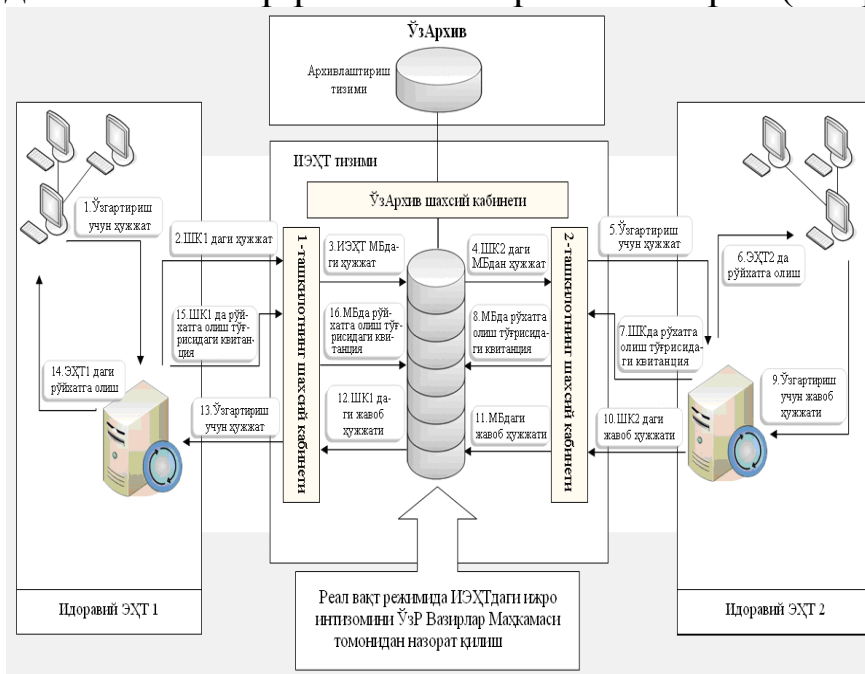 ЎзАрхив
Архивлаштириш
тизими
ИЭҲТ тизими
ЎзАрхив шахсий кабинети
1.Ўзгартириш
учун ҳужжат
2.ШК1 даги ҳужжат
1-ташкилотнинг шахсий кабинети
3.ИЭҲТ МБда-
ги ҳужжат
4.ШК2 даги
МБдан ҳужжат
2-ташкилотнинг шахсий кабинети
5.Ўзгартириш
учун ҳужжат
6.ЭҲТ2 да
рўйхатга олиш
15.ШК1 да рўй-
хатга олиш тўғ-
рисидаги квитан-
ция
16.МБда рўйха-
тга олиш тўғ-
рисидаги кви-
танция
8.МБда рўхатга
олиш тўғрисида-
ги квитанция
7.ШКда рўхатга
олиш тўғрисида-
ги квитанция
14.ЭҲТ1 даги
рўйхатга олиш
13.Ўзгартириш
учун ҳужжат
12.ШК1 да-
ги жавоб
ҳужжати
11.МБдаги
жавоб ҳужжати
10.ШК2 даги
жавоб ҳужжати
9.Ўзгартириш
учун жавоб
ҳужжати
Идоравий ЭҲТ 1
Реал вақт режимида ИЭҲТдаги ижро
интизомини ЎзР Вазирлар Маҳкамаси
томонидан назорат қилиш
Идоравий ЭҲТ 2